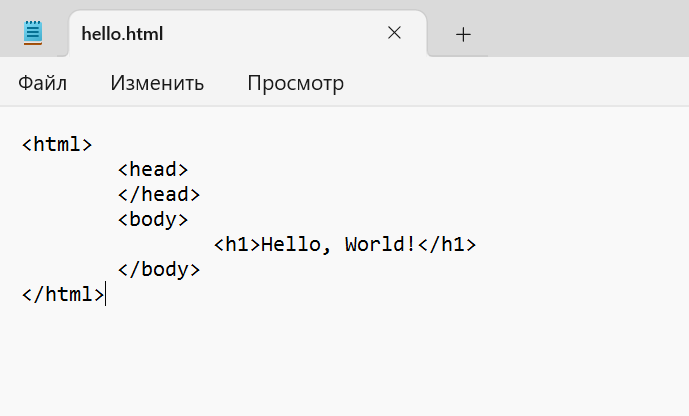 hello.html
Файл Изменить Просмотр
<html>
<head>
</head>
<body>
<h1>Hello, World!</h1>
</body>
</html>